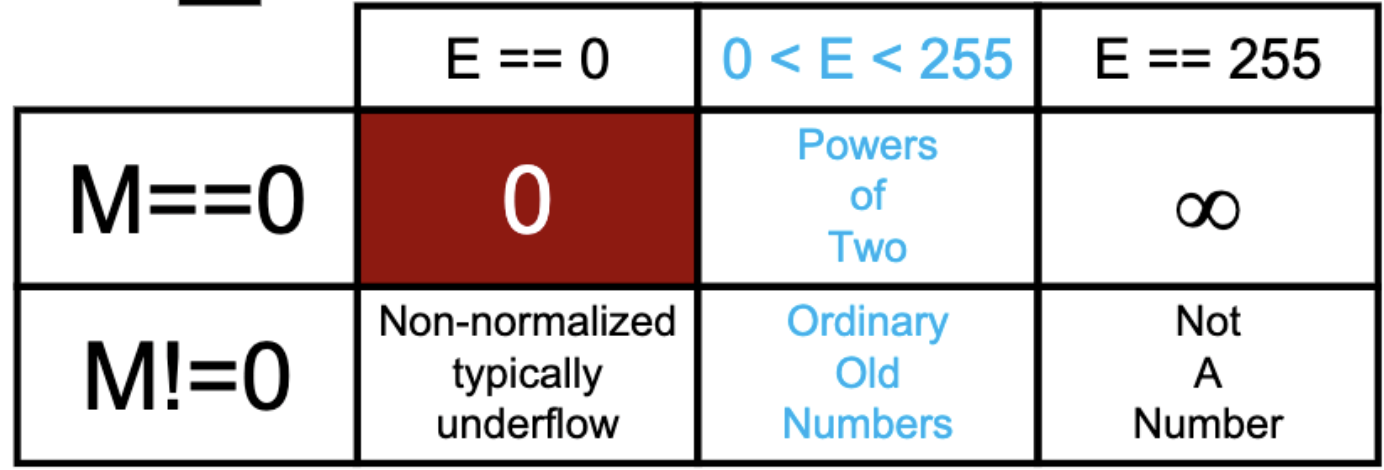 E == 0
0 < E < 255
E == 255
M==0
0
Powers
of
Two
∞
M!=0
Non-normalized
typically
underflow
Ordinary
Old
Numbers
Not
A
Number